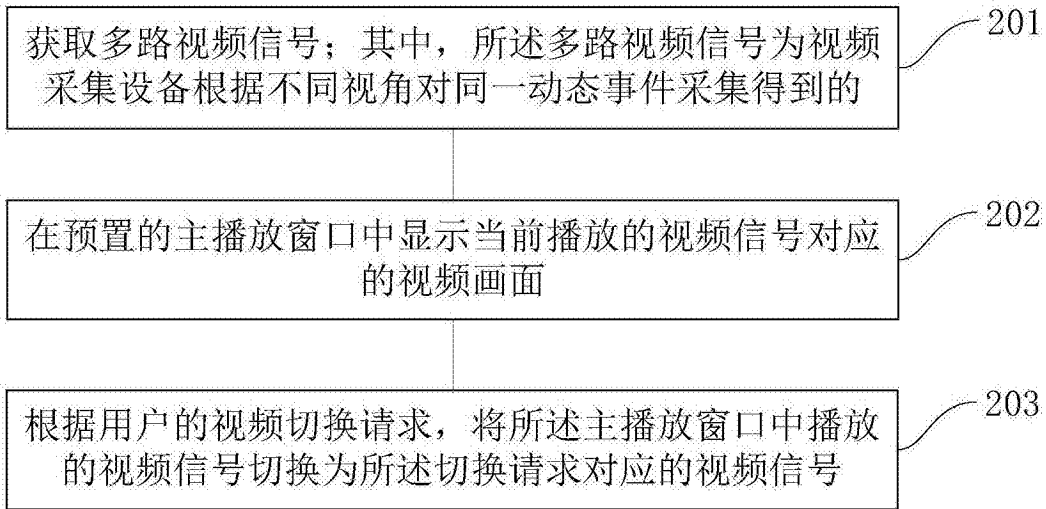 获取多路视频信号；其中，所述多路视频信号为视频
采集设备根据不同视角对同一动态事件采集得到的
201
在预置的主播放窗口中显示当前播放的视频信号对应
的视频画面
202
根据用户的视频切换请求，将所述主播放窗口中播放
的视频信号切换为所述切换请求对应的视频信号
203